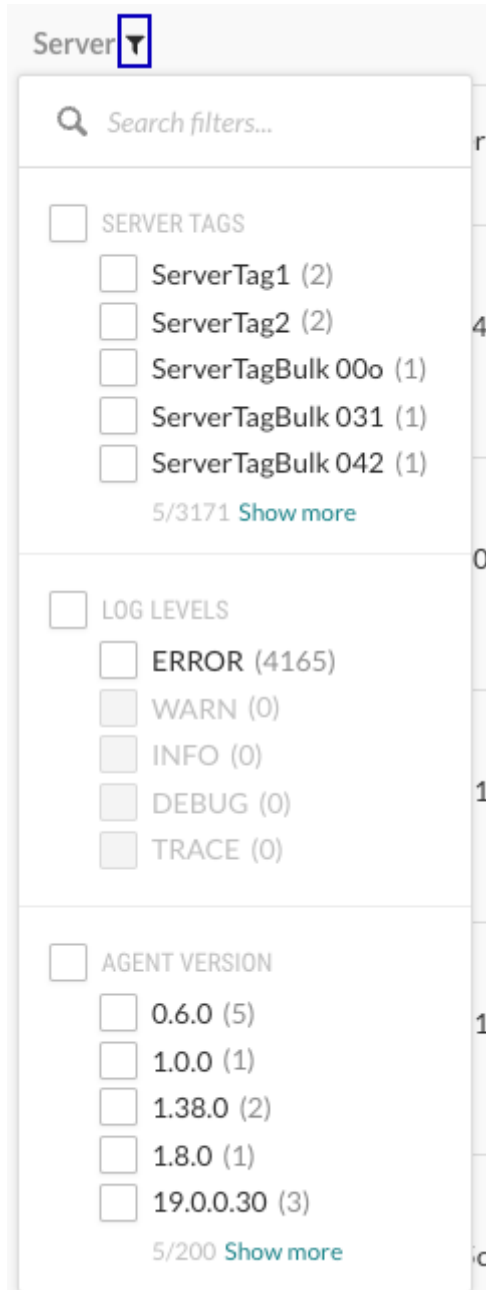 Server
Search filters...
SERVER TAGS
ServerTag1 (2)
ServerTag2 (2)
ServerTagBulk 00o (1)
ServerTagBulk 031 (1)
ServerTagBulk 042 (1)
5/3171 Show more
LOG LEVELS
ERROR (4165)
WARN (0)
INFO (0)
DEBUG (0)
TRACE (0)
AGENT VERSION
0.6.0 (5)
1.0.0 (1)
1.38.0 (2)
1.8.0 (1)
19.0.0.30 (3)
5/200 Show more